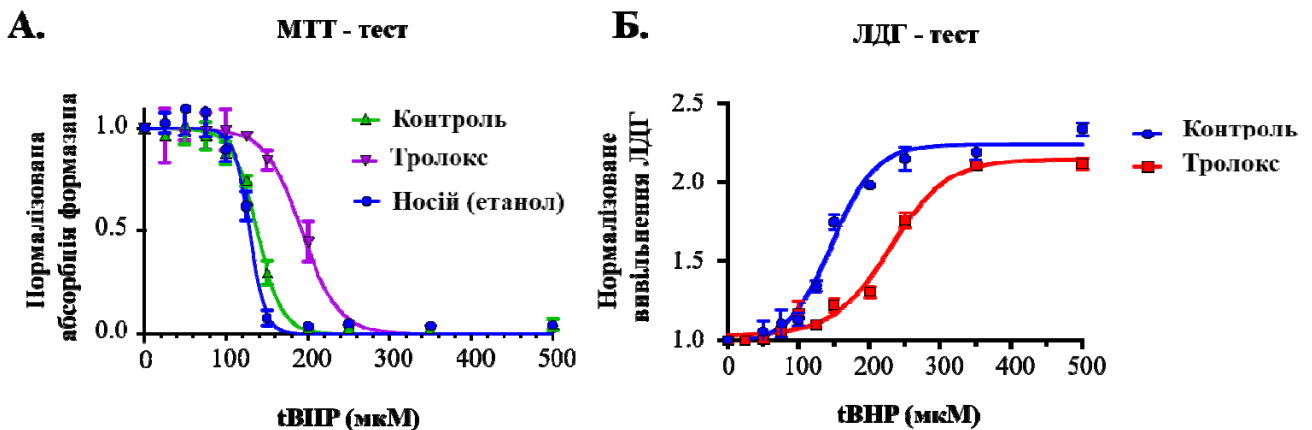 А.
МТТ - тест
Пормалізована
абсорбція формазана
1.0
0.5
0.0
0
100
200
300
400
500
Контроль
Тролокс
Носій (етанол)
tBIIP (мкМ)
Б.
ЛДГ - тест
Нормалізоване
вивільнення ЛДГ
2.5
2.0
1.5
1.0
0
100
200
300
400
500
Контроль
Тролокс
tBHP (мкМ)